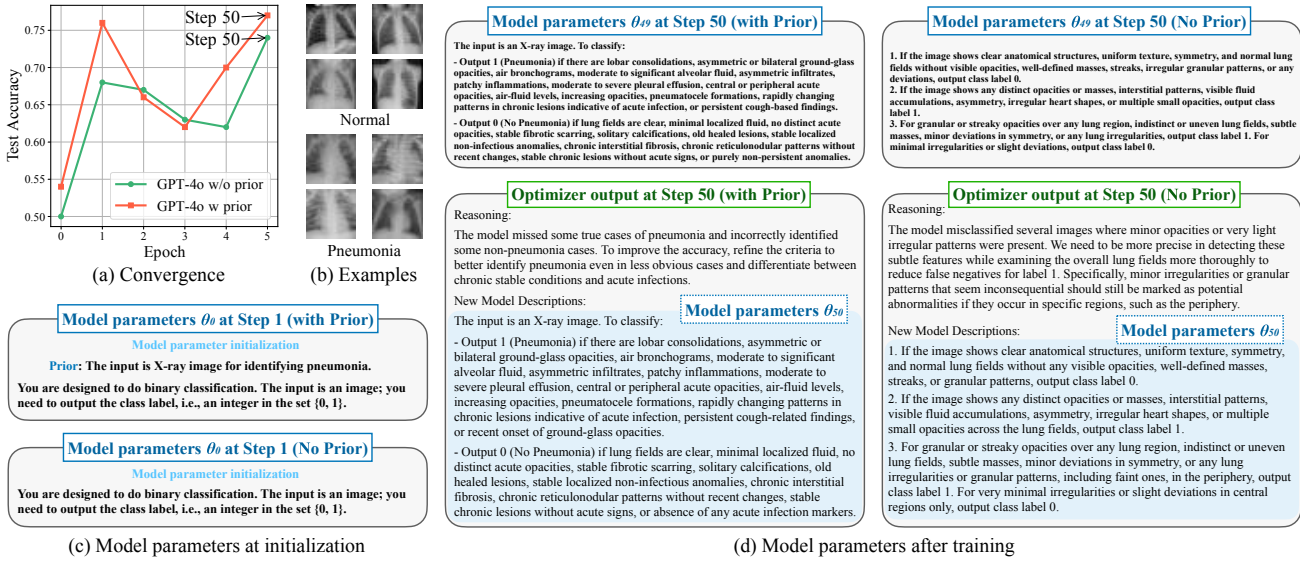 Step 50
Step 50
0.75
0.70
0.65
0.60
0.55
0.50
Test Accuracy
GPT-4o w/o prior
GPT-4o w prior
0 1 2 3 4 5
Epoch
(a) Convergence
Normal
Pneumonia
(b) Examples
Model parameters θ0 at Step 1 (with Prior)
Model parameter initialization
Prior: The input is X-ray image for identifying pneumonia.
You are designed to do binary classification. The input is an image; you
need to output the class label, i.e., an integer in the set {0, 1}.
Model parameters θ0 at Step 1 (No Prior)
Model parameter initialization
You are designed to do binary classification. The input is an image; you
need to output the class label, i.e., an integer in the set {0, 1}.
(c) Model parameters at initialization
Model parameters θ49 at Step 50 (with Prior)
The input is an X-ray image. To classify:
- Output 1 (Pneumonia) if there are lobar consolidations, asymmetric or bilateral ground-glass
opacities, air bronchograms, moderate to significant alveolar fluid, asymmetric infiltrates,
patchy inflammations, moderate to severe pleural effusion, central or peripheral acute
opacities, air-fluid levels, increasing opacities, pneumatocele formations, rapidly changing
patterns in chronic lesions indicative of acute infection, or persistent cough-based findings.
- Output 0 (No Pneumonia) if lung fields are clear, minimal localized fluid, no distinct acute
opacities, stable fibrotic scarring, solitary calcifications, old healed lesions, stable localized
non-infectious anomalies, chronic interstitial fibrosis, chronic reticulonodular patterns without
recent changes, stable chronic lesions without acute signs, or purely non-persistent anomalies.
Optimizer output at Step 50 (with Prior)
Reasoning:
The model missed some true cases of pneumonia and incorrectly identified
some non-pneumonia cases. To improve the accuracy, refine the criteria to
better identify pneumonia even in less obvious cases and differentiate between
chronic stable conditions and acute infections.
New Model Descriptions:
Model parameters θ50
The input is an X-ray image. To classify:
- Output 1 (Pneumonia) if there are lobar consolidations, asymmetric or
bilateral ground-glass opacities, air bronchograms, moderate to significant
alveolar fluid, asymmetric infiltrates, patchy inflammations, moderate to
severe pleural effusion, central or peripheral acute opacities, air-fluid levels,
increasing opacities, pneumatocele formations, rapidly changing patterns in
chronic lesions indicative of acute infection, persistent cough-related findings,
or recent onset of ground-glass opacities.
- Output 0 (No Pneumonia) if lung fields are clear, minimal localized fluid, no
distinct acute opacities, stable fibrotic scarring, solitary calcifications, old
healed lesions, stable localized non-infectious anomalies, chronic interstitial
fibrosis, chronic reticulonodular patterns without recent changes, stable
chronic lesions without acute signs, or absence of any acute infection markers.
Model parameters θ49 at Step 50 (No Prior)
1. If the image shows clear anatomical structures, uniform texture, symmetry, and normal lung
fields without visible opacities, well-defined masses, streaks, irregular granular patterns, or any
deviations, output class label 0.
2. If the image shows any distinct opacities or masses, interstitial patterns, visible fluid
accumulations, asymmetry, irregular heart shapes, or multiple small opacities, output class
label 1.
3. For granular or streaky opacities over any lung region, indistinct or uneven lung fields, subtle
masses, minor deviations in symmetry, or any lung irregularities, output class label 1. For
minimal irregularities or slight deviations, output class label 0.
Optimizer output at Step 50 (No Prior)
Reasoning:
The model misclassified several images where minor opacities or very light
irregular patterns were present. We need to be more precise in detecting these
subtle features while examining the overall lung fields more thoroughly to
reduce false negatives for label 1. Specifically, minor irregularities or granular
patterns that seem inconsequential should still be marked as potential
abnormalities if they occur in specific regions, such as the periphery.
New Model Descriptions:
Model parameters θ50
1. If the image shows clear anatomical structures, uniform texture, symmetry,
and normal lung fields without any visible opacities, well-defined masses,
streaks, or granular patterns, output class label 0.
2. If the image shows any distinct opacities or masses, interstitial patterns,
visible fluid accumulations, asymmetry, irregular heart shapes, or multiple
small opacities across the lung fields, output class label 1.
3. For granular or streaky opacities over any lung region, indistinct or uneven
lung fields, subtle masses, minor deviations in symmetry, or any lung
irregularities or granular patterns, including faint ones, in the periphery, output
class label 1. For very minimal irregularities or slight deviations in central
regions only, output class label 0.
(d) Model parameters after training